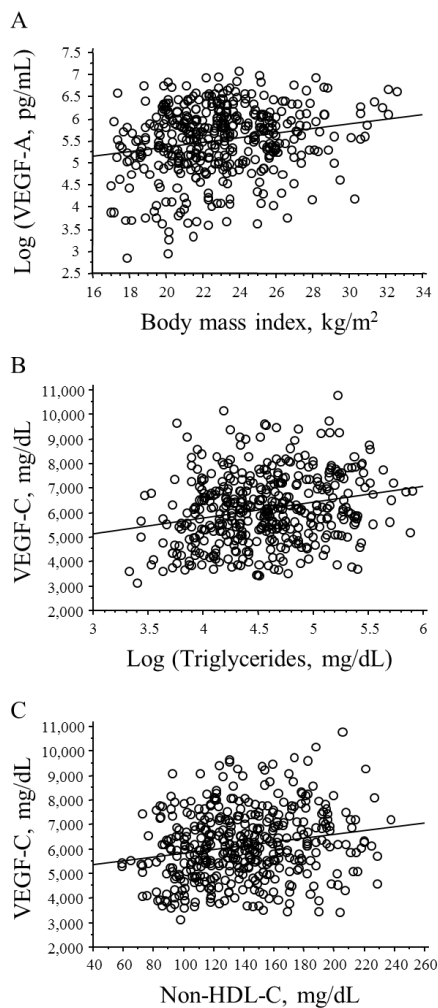 A
Log (VEGF-A, pg/mL)
7.5
7
6.5
6
5.5
5
4.5
4
3.5
3
2.5
16 18 20 22 24 26 28 30 32 34
Body mass index, kg/m²
B
VEGF-C, mg/dL
11,000
10,000
9,000
8,000
7,000
6,000
5,000
4,000
3,000
2,000
3 3.5 4 4.5 5 5.5 6
Log (Triglycerides, mg/dL)
C
VEGF-C, mg/dL
11,000
10,000
9,000
8,000
7,000
6,000
5,000
4,000
3,000
2,000
40 60 80 100 120 140 160 180 200 220 240 260
Non-HDL-C, mg/dL